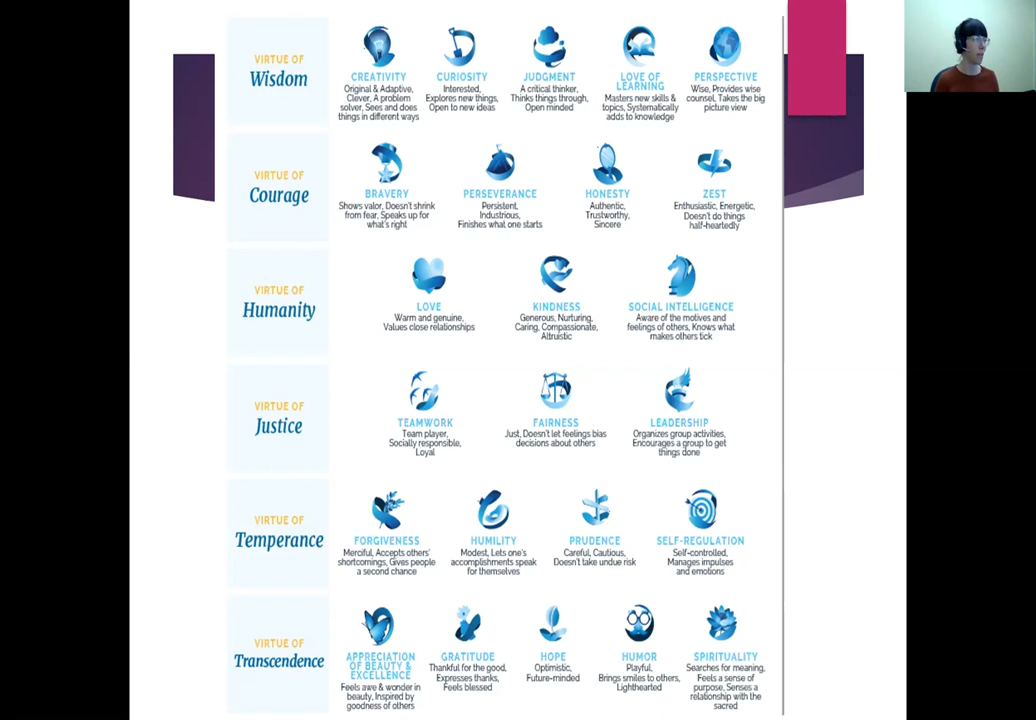 VIRTUE OF
Wisdom
CREATIVITY
Original & Adaptive,
Clever, A problem
solver, Sees and does
things in different ways
CURIOSITY
Interested,
Explores new things,
Open to new ideas
JUDGMENT
A critical thinker,
Thinks things through,
Open minded
LOVE OF
LEARNING
Masters new skills &
topics, Systematically
adds to knowledge
PERSPECTIVE
Wise, Provides wise
counsel, Takes the big
picture view
VIRTUE OF
Courage
BRAVERY
Shows valor, Doesn't shrink
from fear, Speaks up for
what's right
PERSEVERANCE
Persistent,
Industrious,
Finishes what one starts
HONESTY
Authentic,
Trustworthy,
Sincere
ZEST
Enthusiastic, Energetic,
Doesn't do things
half-heartedly
VIRTUE OF
Humanity
LOVE
Warm and genuine,
Values close relationships
KINDNESS
Generous, Nurturing,
Caring, Compassionate,
Altruistic
SOCIAL INTELLIGENCE
Aware of the motives and
feelings of others, Knows what
makes others tick
VIRTUE OF
Justice
TEAMWORK
Team player,
Socially responsible,
Loyal
FAIRNESS
Just, Doesn't let feelings bias
decisions about others
LEADERSHIP
Organizes group activities,
Encourages a group to get
things done
VIRTUE OF
Temperance
FORGIVENESS
Merciful, Accepts others'
shortcomings, Gives people
a second chance
HUMILITY
Modest, Lets one's
accomplishments speak
for themselves
PRUDENCE
Careful, Cautious,
Doesn't take undue risk
SELF-REGULATION
Self-controlled,
Manages impulses
and emotions
VIRTUE OF
Transcendence
APPRECIATION
OF BEAUTY &
EXCELLENCE
Feels awe & wonder in
beauty, Inspired by
goodness of others
GRATITUDE
Thankful for the good,
Expresses thanks,
Feels blessed
HOPE
Optimistic,
Future-minded
HUMOR
Playful,
Brings smiles to others,
Lighthearted
SPIRITUALITY
Searches for meaning,
Feels a sense of
purpose, Senses a
relationship with the
sacred